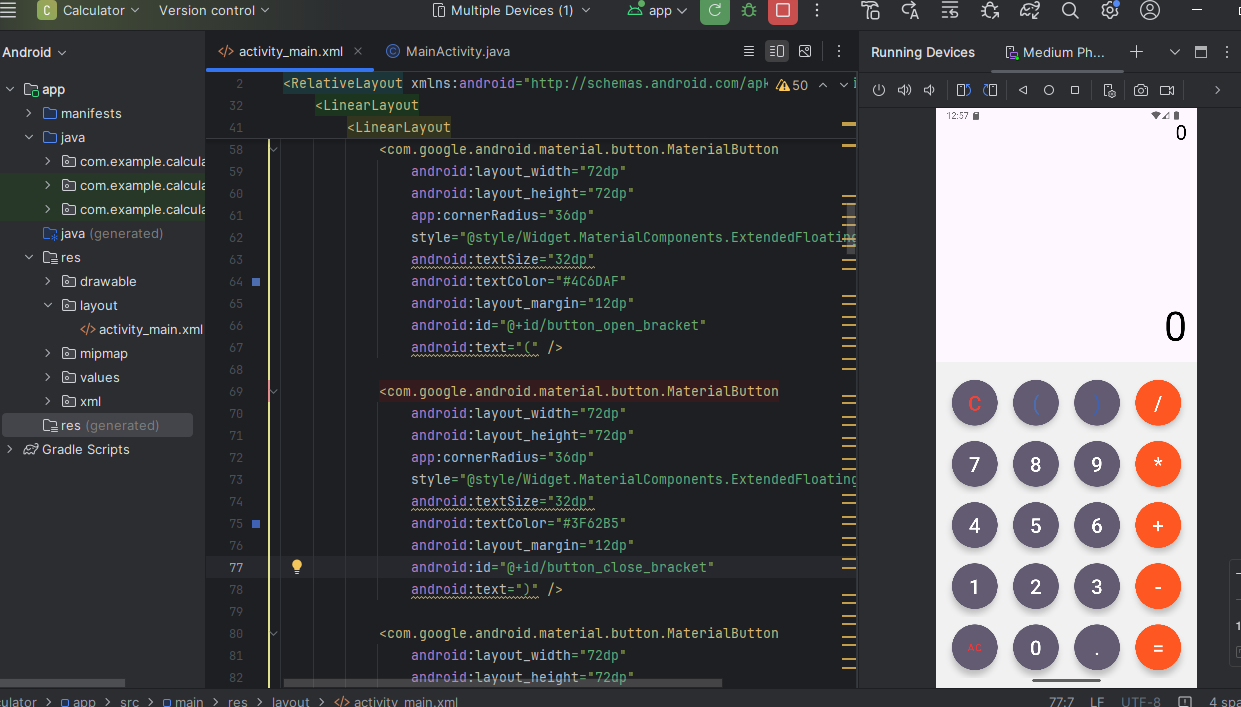 C Calculator Version control Multiple Devices (1) app
Android
app
manifests
java
com.example.calcula
com.example.calcula
com.example.calcula
java (generated)
res
drawable
layout
activity_main.xml
mipmap
values
xml
res (generated)
Gradle Scripts
activity_main.xml MainActivity.java
50
2 <RelativeLayout xmlns:android="http://schemas.android.com/apk
32 <LinearLayout
41 <LinearLayout
58 <com.google.android.material.button.MaterialButton
59 android:layout_width="72dp"
60 android:layout_height="72dp"
61 app:cornerRadius="36dp"
62 style="@style/Widget.MaterialComponents.ExtendedFloating
63 android:textSize="32dp"
64 android:textColor="#4C6DAF"
65 android:layout_margin="12dp"
66 android:id="@+id/button_open_bracket"
67 android:text="(" />
68
69 <com.google.android.material.button.MaterialButton
70 android:layout_width="72dp"
71 android:layout_height="72dp"
72 app:cornerRadius="36dp"
73 style="@style/Widget.MaterialComponents.ExtendedFloating
74 android:textSize="32dp"
75 android:textColor="#3F62B5"
76 android:layout_margin="12dp"
77 android:id="@+id/button_close_bracket"
78 android:text=")" />
79
80 <com.google.android.material.button.MaterialButton
81 android:layout_width="72dp"
82 android:layout_height="72dp"
Running Devices Medium Ph...
12:57
0
0
C ( ) /
7 8 9 *
4 5 6 +
1 2 3 -
AC 0 . =
culator > app > src > main > res > layout > activity_main.xml 77:7 LF UTF-8 4 spa